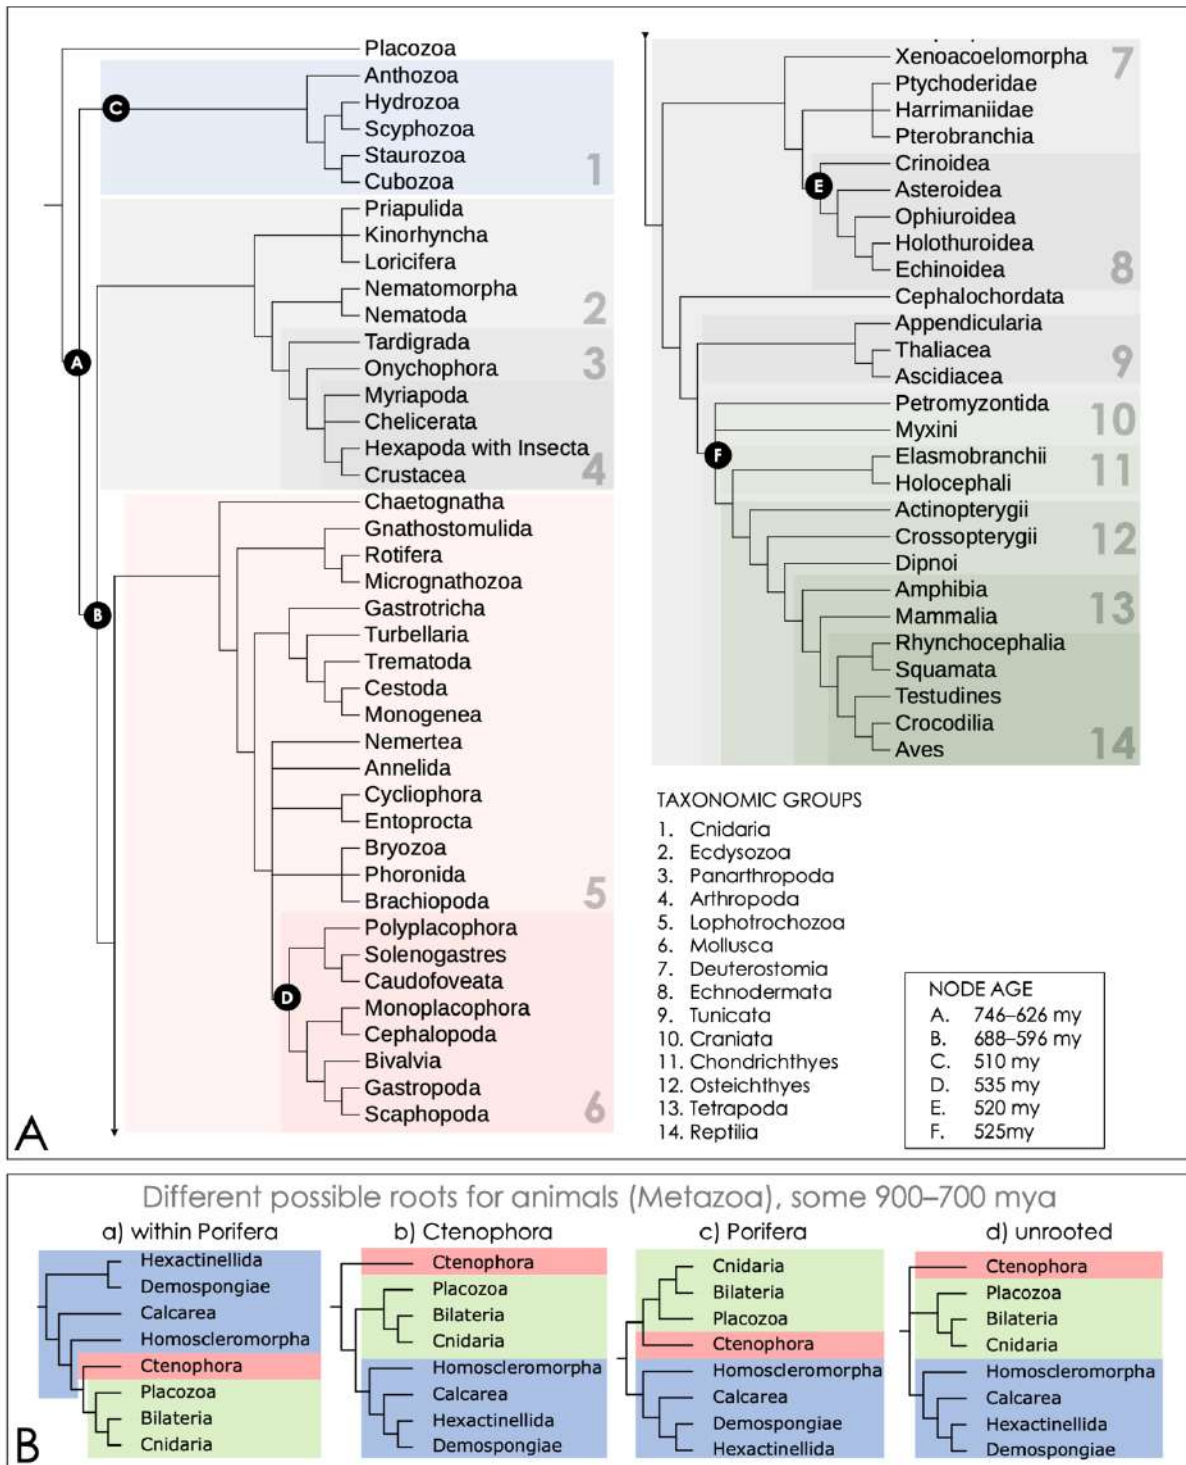 Placozoa
Anthozoa
Hydrozoa
Scyphozoa
Staurozoa
Cubozoa
1
C
Priapulida
Kinorhyncha
Loricifera
Nematomorpha
Nematoda
2
Tardigrada
Onychophora
3
Myriapoda
Chelicerata
Hexapoda with Insecta
Crustacea
4
A
B
Chaetognatha
Gnathostomulida
Rotifera
Micrognathozoa
Gastrotricha
Turbellaria
Trematoda
Cestoda
Monogenea
Nemertea
Annelida
Cycliophora
Entoprocta
Bryozoa
Phoronida
Brachiopoda
5
Polyplacophora
Solenogastres
Caudofoveata
D
Monoplacophora
Cephalopoda
Bivalvia
Gastropoda
Scaphopoda
6
A
Xenoacoelomorpha
7
Ptychoderidae
Harrimaniidae
Pterobranchia
Crinoidea
E
Asteroidea
Ophiuroidea
Holothuroidea
Echinoidea
8
Cephalochordata
Appendicularia
Thaliacea
Ascidiacea
9
Petromyzontida
Myxini
10
F
Elasmobranchii
Holocephali
11
Actinopterygii
Crossopterygii
Dipnoi
12
Amphibia
Mammalia
13
Rhynchocephalia
Squamata
Testudines
Crocodilia
Aves
14
TAXONOMIC GROUPS
1. Cnidaria
2. Ecdysozoa
3. Panarthropoda
4. Arthropoda
5. Lophotrochozoa
6. Mollusca
7. Deuterostomia
8. Echnodermata
9. Tunicata
10. Craniata
11. Chondrichthyes
12. Osteichthyes
13. Tetrapoda
14. Reptilia
NODE AGE
A. 746–626 my
B. 688–596 my
C. 510 my
D. 535 my
E. 520 my
F. 525my
Different possible roots for animals (Metazoa), some 900–700 mya
a) within Porifera
Hexactinellida
Demospongiae
Calcarea
Homoscleromorpha
Ctenophora
Placozoa
Bilateria
Cnidaria
b) Ctenophora
Ctenophora
Placozoa
Bilateria
Cnidaria
Homoscleromorpha
Calcarea
Hexactinellida
Demospongiae
c) Porifera
Cnidaria
Bilateria
Placozoa
Ctenophora
Homoscleromorpha
Calcarea
Demospongiae
Hexactinellida
d) unrooted
Ctenophora
Placozoa
Bilateria
Cnidaria
Homoscleromorpha
Calcarea
Hexactinellida
Demospongiae
B